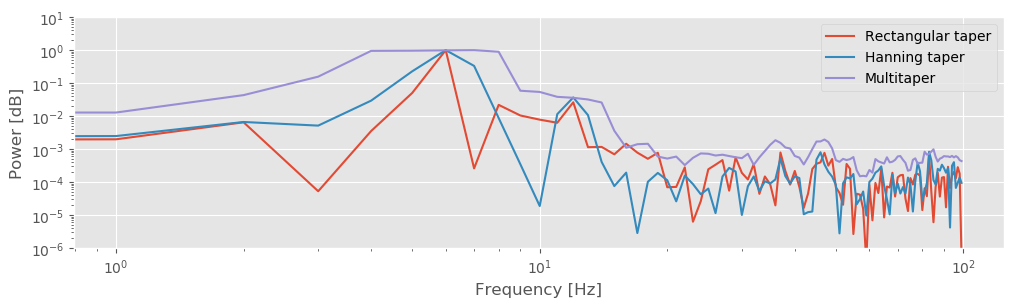 10¹
10⁰
10⁻¹
10⁻²
10⁻³
10⁻⁴
10⁻⁵
10⁻⁶
Power [dB]
Rectangular taper
Hanning taper
Multitaper
10⁰ 10¹ 10²
Frequency [Hz]